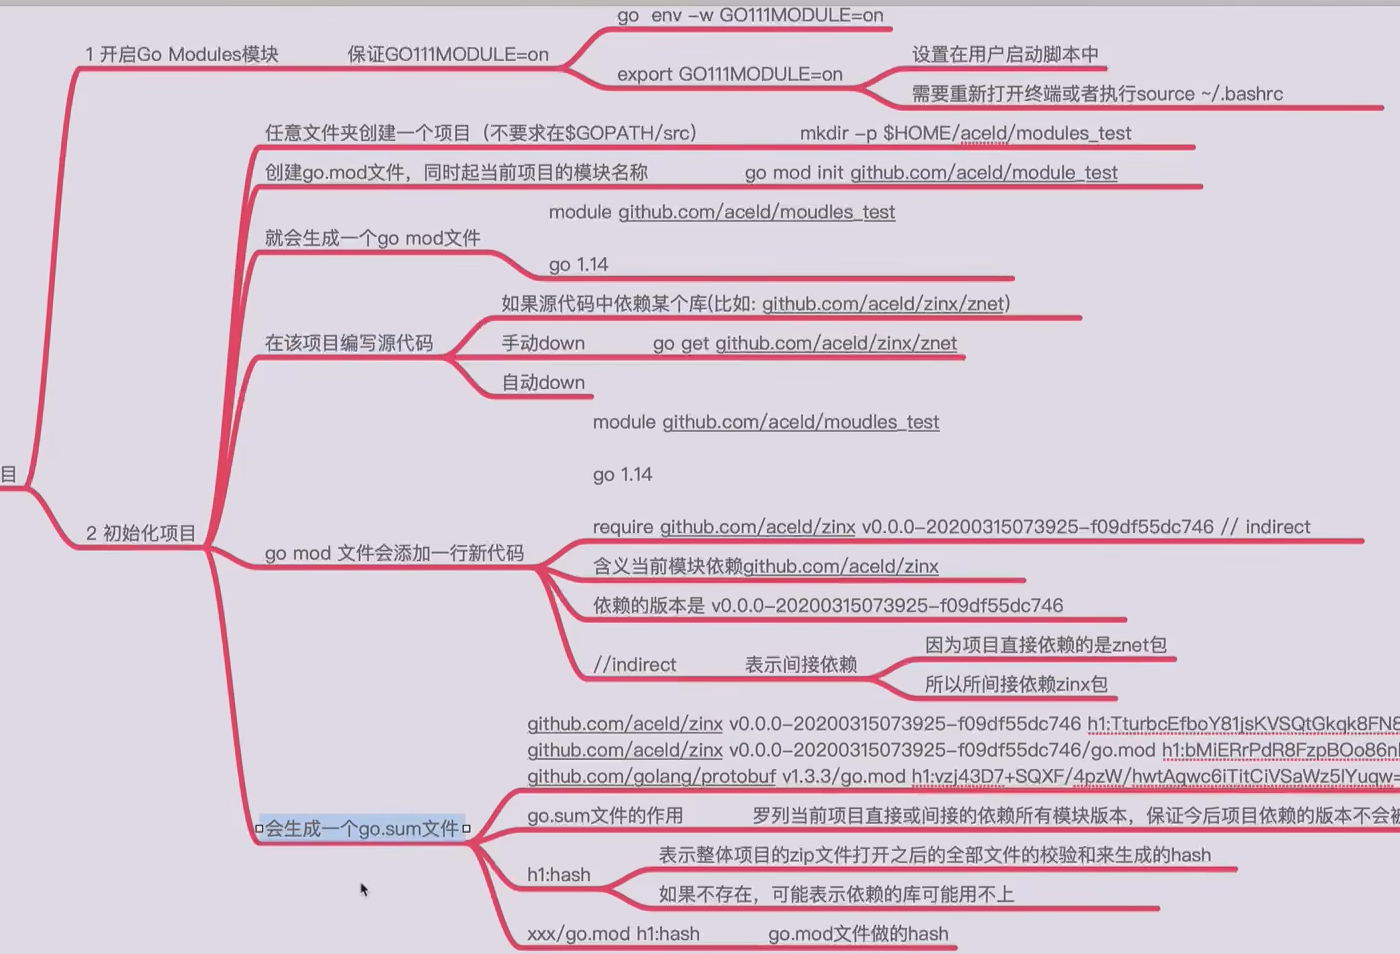 目
1 开启Go Modules模块
保证GO111MODULE=on
go env -w GO111MODULE=on
export GO111MODULE=on
设置在用户启动脚本中
需要重新打开终端或者执行source ~/.bashrc
2 初始化项目
任意文件夹创建一个项目（不要求在$GOPATH/src）
mkdir -p $HOME/aceld/modules_test
创建go.mod文件，同时起当前项目的模块名称
go mod init github.com/aceld/module_test
就会生成一个go mod文件
module github.com/aceld/moudles_test
go 1.14
在该项目编写源代码
如果源代码中依赖某个库(比如: github.com/aceld/zinx/znet)
手动down
go get github.com/aceld/zinx/znet
自动down
go mod 文件会添加一行新代码
module github.com/aceld/moudles_test
go 1.14
require github.com/aceld/zinx v0.0.0-20200315073925-f09df55dc746 // indirect
含义当前模块依赖github.com/aceld/zinx
依赖的版本是 v0.0.0-20200315073925-f09df55dc746
//indirect
表示间接依赖
因为项目直接依赖的是znet包
所以所间接依赖zinx包
会生成一个go.sum文件
github.com/aceld/zinx v0.0.0-20200315073925-f09df55dc746 h1:TturbcEfboY81jsKVSQtGkqk8FN8
github.com/aceld/zinx v0.0.0-20200315073925-f09df55dc746/go.mod h1:bMiERrPdR8FzpBOo86n
github.com/golang/protobuf v1.3.3/go.mod h1:vzj43D7+SQXF/4pzW/hwtAqwc6iTitCiVSaWz5lYuqw=
go.sum文件的作用
罗列当前项目直接或间接的依赖所有模块版本，保证今后项目依赖的版本不会被
h1:hash
表示整体项目的zip文件打开之后的全部文件的校验和来生成的hash
如果不存在，可能表示依赖的库可能用不上
xxx/go.mod h1:hash
go.mod文件做的hash